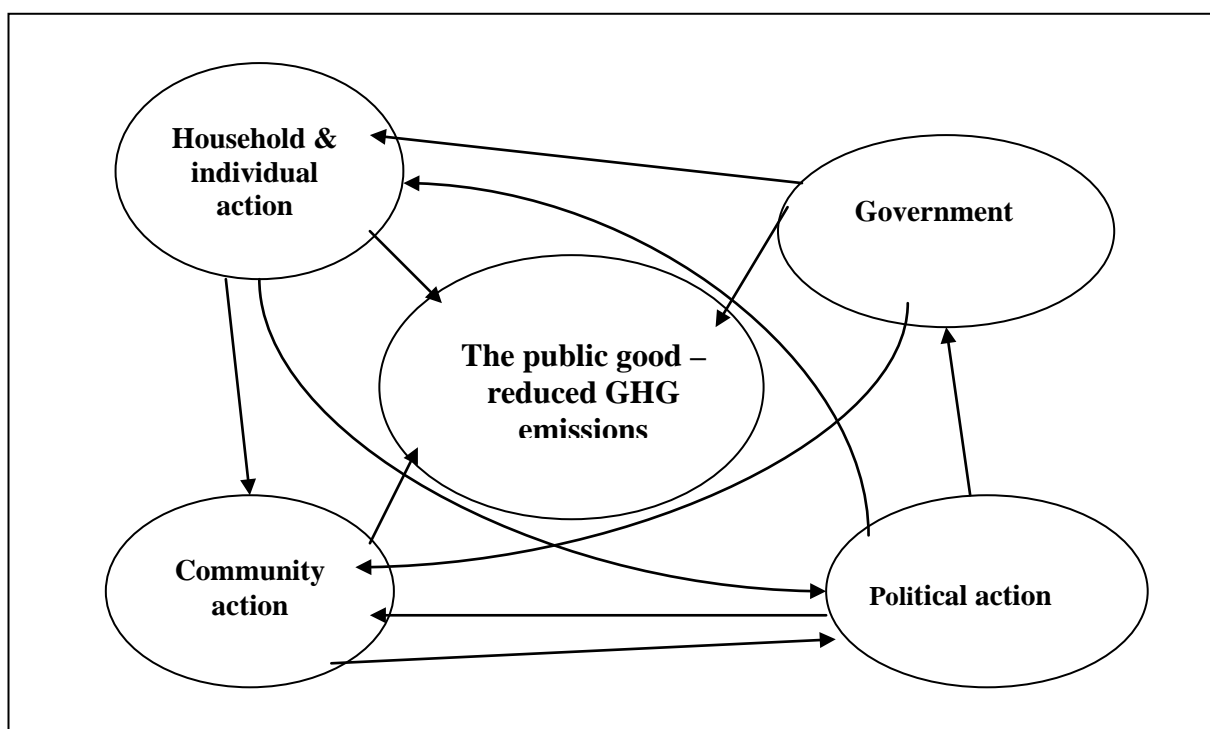 Household &
individual
action
Government
The public good –
reduced GHG
emissions
Community
action
Political action